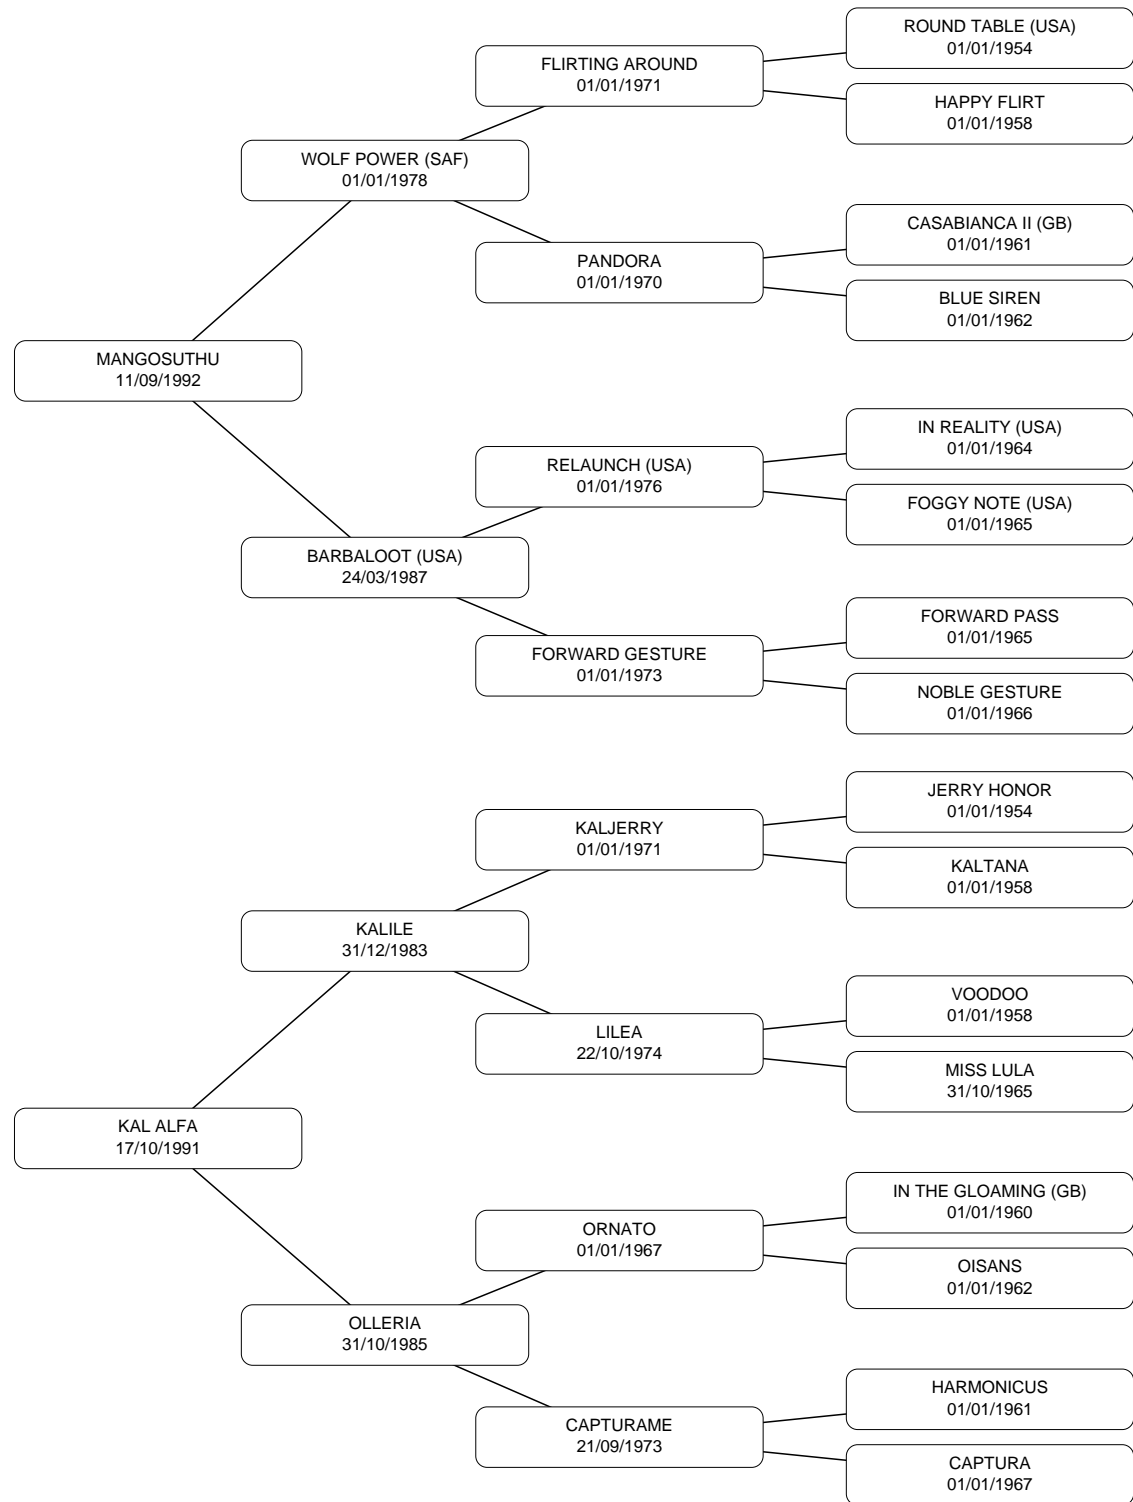 ROUND TABLE (USA)
01/01/1954
FLIRTING AROUND
01/01/1971
HAPPY FLIRT
01/01/1958
WOLF POWER (SAF)
01/01/1978
CASABIANCA II (GB)
01/01/1961
PANDORA
01/01/1970
BLUE SIREN
01/01/1962
MANGOSUTHU
11/09/1992
IN REALITY (USA)
01/01/1964
RELAUNCH (USA)
01/01/1976
FOGGY NOTE (USA)
01/01/1965
BARBALOOT (USA)
24/03/1987
FORWARD PASS
01/01/1965
FORWARD GESTURE
01/01/1973
NOBLE GESTURE
01/01/1966
JERRY HONOR
01/01/1954
KALJERRY
01/01/1971
KALTANA
01/01/1958
KALILE
31/12/1983
VOODOO
01/01/1958
LILEA
22/10/1974
MISS LULA
31/10/1965
KAL ALFA
17/10/1991
IN THE GLOAMING (GB)
01/01/1960
ORNATO
01/01/1967
OISANS
01/01/1962
OLLERIA
31/10/1985
HARMONICUS
01/01/1961
CAPTURAME
21/09/1973
CAPTURA
01/01/1967